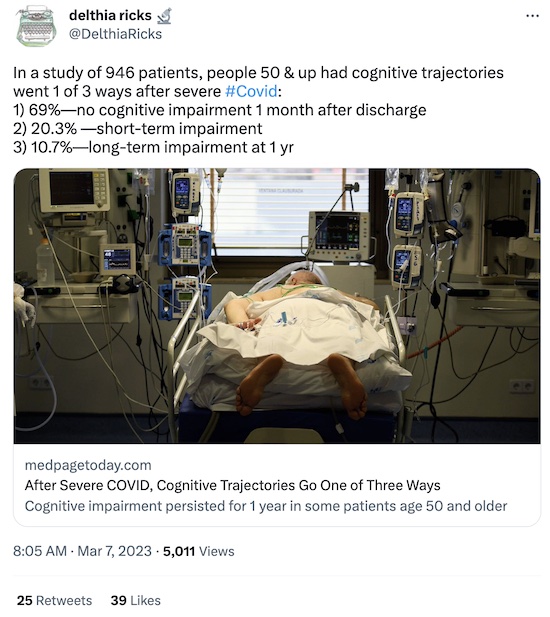 delthia ricks
@DelthiaRicks
In a study of 946 patients, people 50 & up had cognitive trajectories
went 1 of 3 ways after severe #Covid:
1) 69%—no cognitive impairment 1 month after discharge
2) 20.3% —short-term impairment
3) 10.7%—long-term impairment at 1 yr
medpagetoday.com
After Severe COVID, Cognitive Trajectories Go One of Three Ways
Cognitive impairment persisted for 1 year in some patients age 50 and older
8:05 AM · Mar 7, 2023 · 5,011 Views
25 Retweets 39 Likes